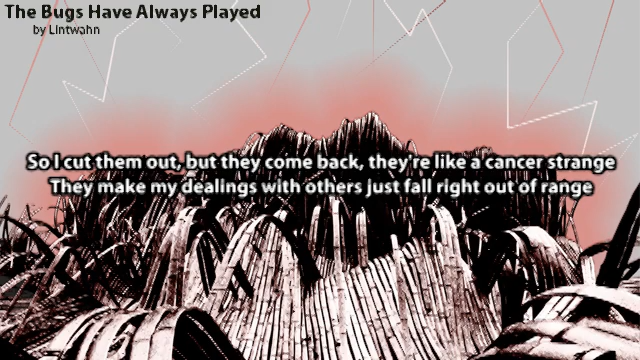 The Bugs Have Always Played
by Lintwahn
So I cut them out, but they come back, they're like a cancer strange
They make my dealings with others just fall right out of range